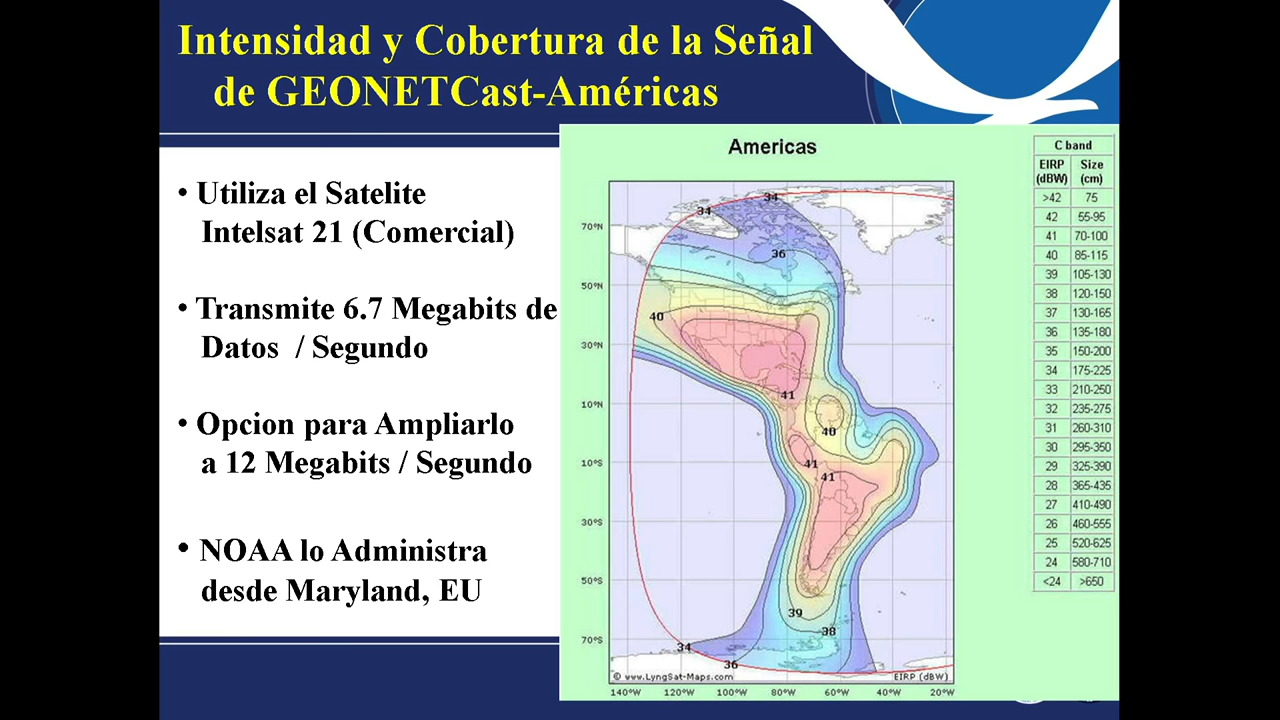 Intensidad y Cobertura de la Señal
de GEONETCast-Américas
• Utiliza el Satelite
Intelsat 21 (Comercial)
• Transmite 6.7 Megabits de
Datos / Segundo
• Opcion para Ampliarlo
a 12 Megabits / Segundo
• NOAA lo Administra
desde Maryland, EU
Americas
34
34
70°N
36
50°N
40
30°N
41
10°N
40
10°S
41
41
30°S
50°S
39
38
70°S
34
36
© www.LyngSat-Maps.com
EIRP (dBW)
140°W 120°W 100°W 80°W 60°W 40°W 20°W
C band
EIRP (dBW) Size (cm)
>42 75
42 55-95
41 70-100
40 85-115
39 105-130
38 120-150
37 130-165
36 135-180
35 150-200
34 175-225
33 210-250
32 235-275
31 260-310
30 295-350
29 325-390
28 365-435
27 410-490
26 460-555
25 520-625
24 580-710
<24 >650